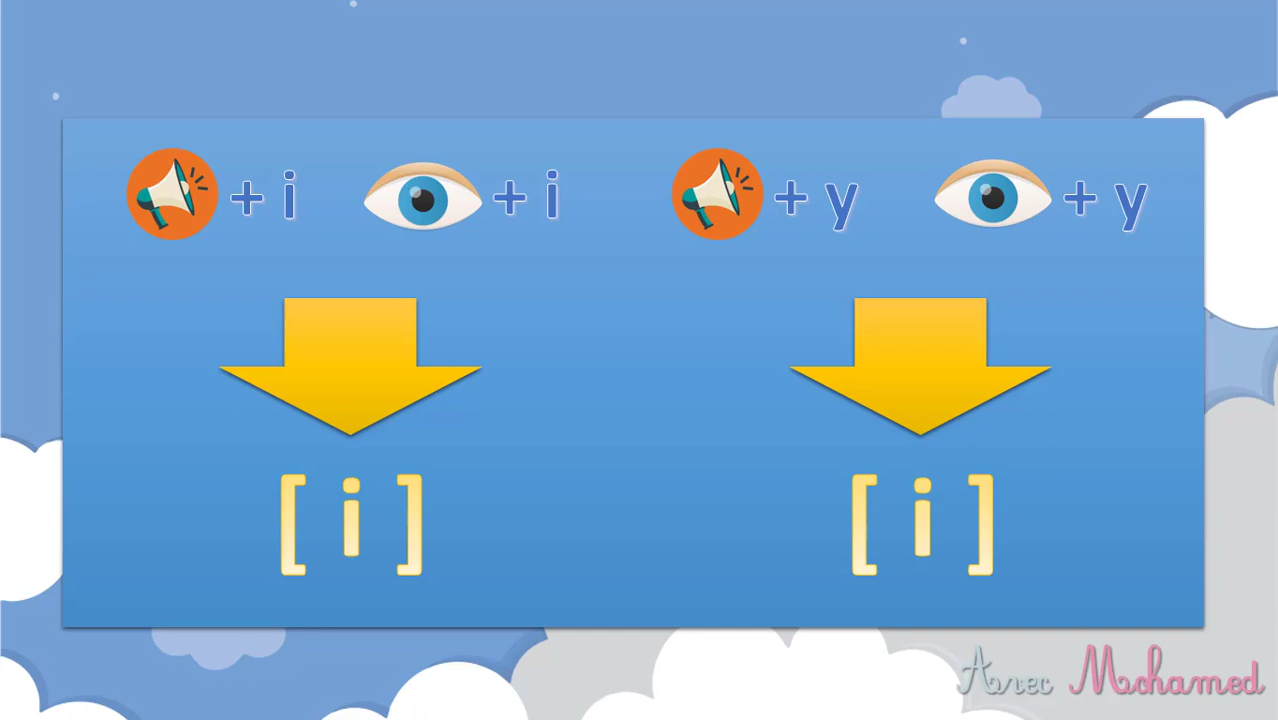 + i + i + y + y
[ i ] [ i ]
Avec Mohamed